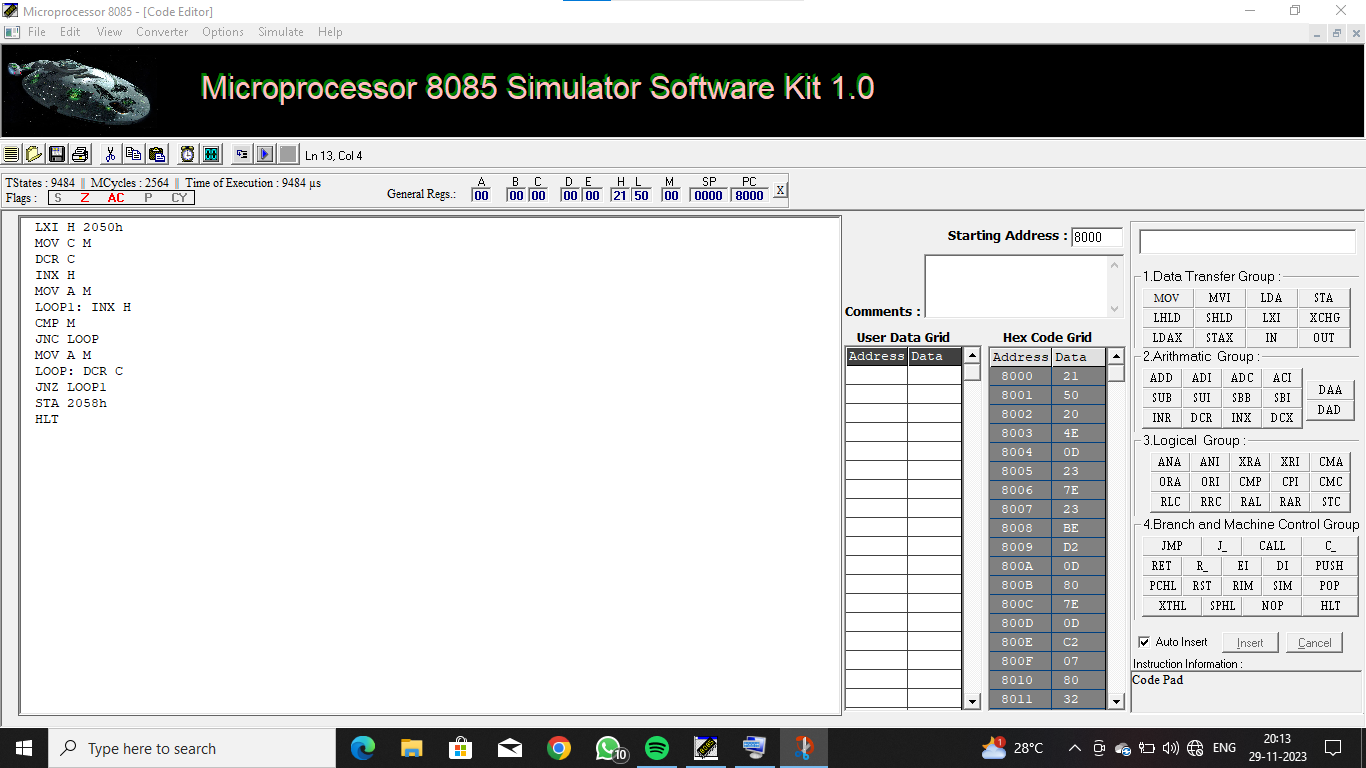 Microprocessor 8085 - [Code Editor]
File Edit View Converter Options Simulate Help
Microprocessor 8085 Simulator Software Kit 1.0
Ln 13, Col 4
TStates : 9484 MCycles : 2564 Time of Execution : 9484 µs
Flags : S Z AC P CY
General Regs.:
A B C D E H L M SP PC
00 00 00 00 00 21 50 00 0000 8000
X
LXI H 2050h
MOV C M
DCR C
INX H
MOV A M
LOOP1: INX H
CMP M
JNC LOOP
MOV A M
LOOP: DCR C
JNZ LOOP1
STA 2058h
HLT
Starting Address : 8000
Comments :
User Data Grid
Address Data
Hex Code Grid
Address Data
8000 21
8001 50
8002 20
8003 4E
8004 0D
8005 23
8006 7E
8007 23
8008 BE
8009 D2
800A 0D
800B 80
800C 7E
800D 0D
800E C2
800F 07
8010 80
8011 32
1.Data Transfer Group :
MOV MVI LDA STA
LHLD SHLD LXI XCHG
LDAX STAX IN OUT
2.Arithmatic Group :
ADD ADI ADC ACI
SUB SUI SBB SBI
INR DCR INX DCX
DAA
DAD
3.Logical Group :
ANA ANI XRA XRI CMA
ORA ORI CMP CPI CMC
RLC RRC RAL RAR STC
4.Branch and Machine Control Group
JMP J_ CALL C_
RET R_ EI DI PUSH
PCHL RST RIM SIM POP
XTHL SPHL NOP HLT
Auto Insert Insert Cancel
Instruction Information :
Code Pad
Type here to search
10
8085
1
28°C
ENG
20:13
29-11-2023